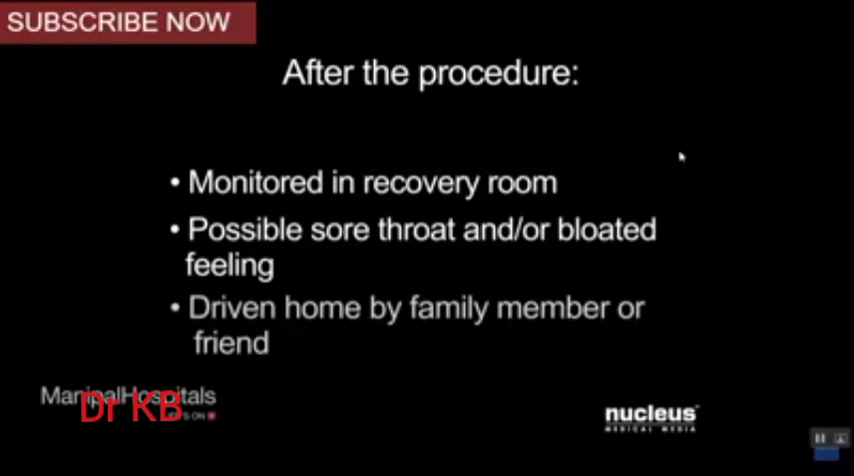 SUBSCRIBE NOW
After the procedure:
• Monitored in recovery room
• Possible sore throat and/or bloated
feeling
• Driven home by family member or
friend
ManipalHospitals
Dr KB
nucleus
MEDICAL MEDIA